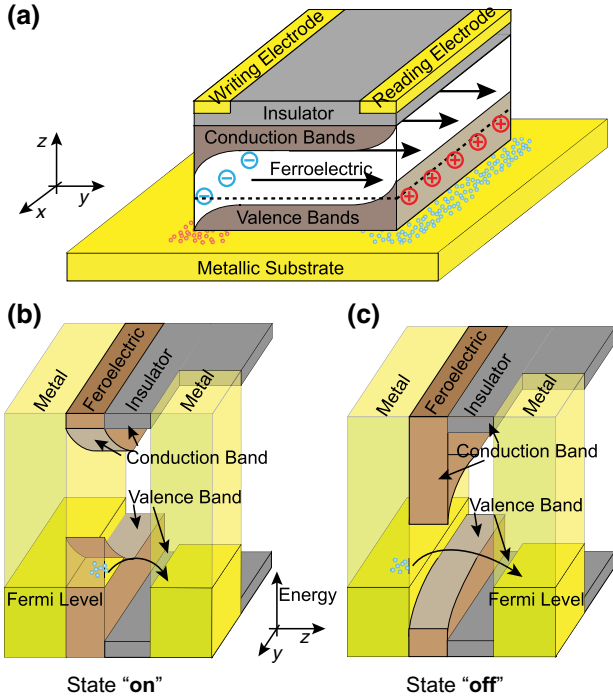 (a)
Writing Electrode
Reading Electrode
Insulator
Conduction Bands
Ferroelectric
Valence Bands
Metallic Substrate
z
y
x
(b)
Metal
Feroelectric
Insulator
Metal
Conduction Band
Valence Band
Fermi Level
State "on"
Energy
z
y
(c)
Metal
Feroelectric
Insulator
Metal
Conduction Band
Valence Band
Fermi Level
State "off"